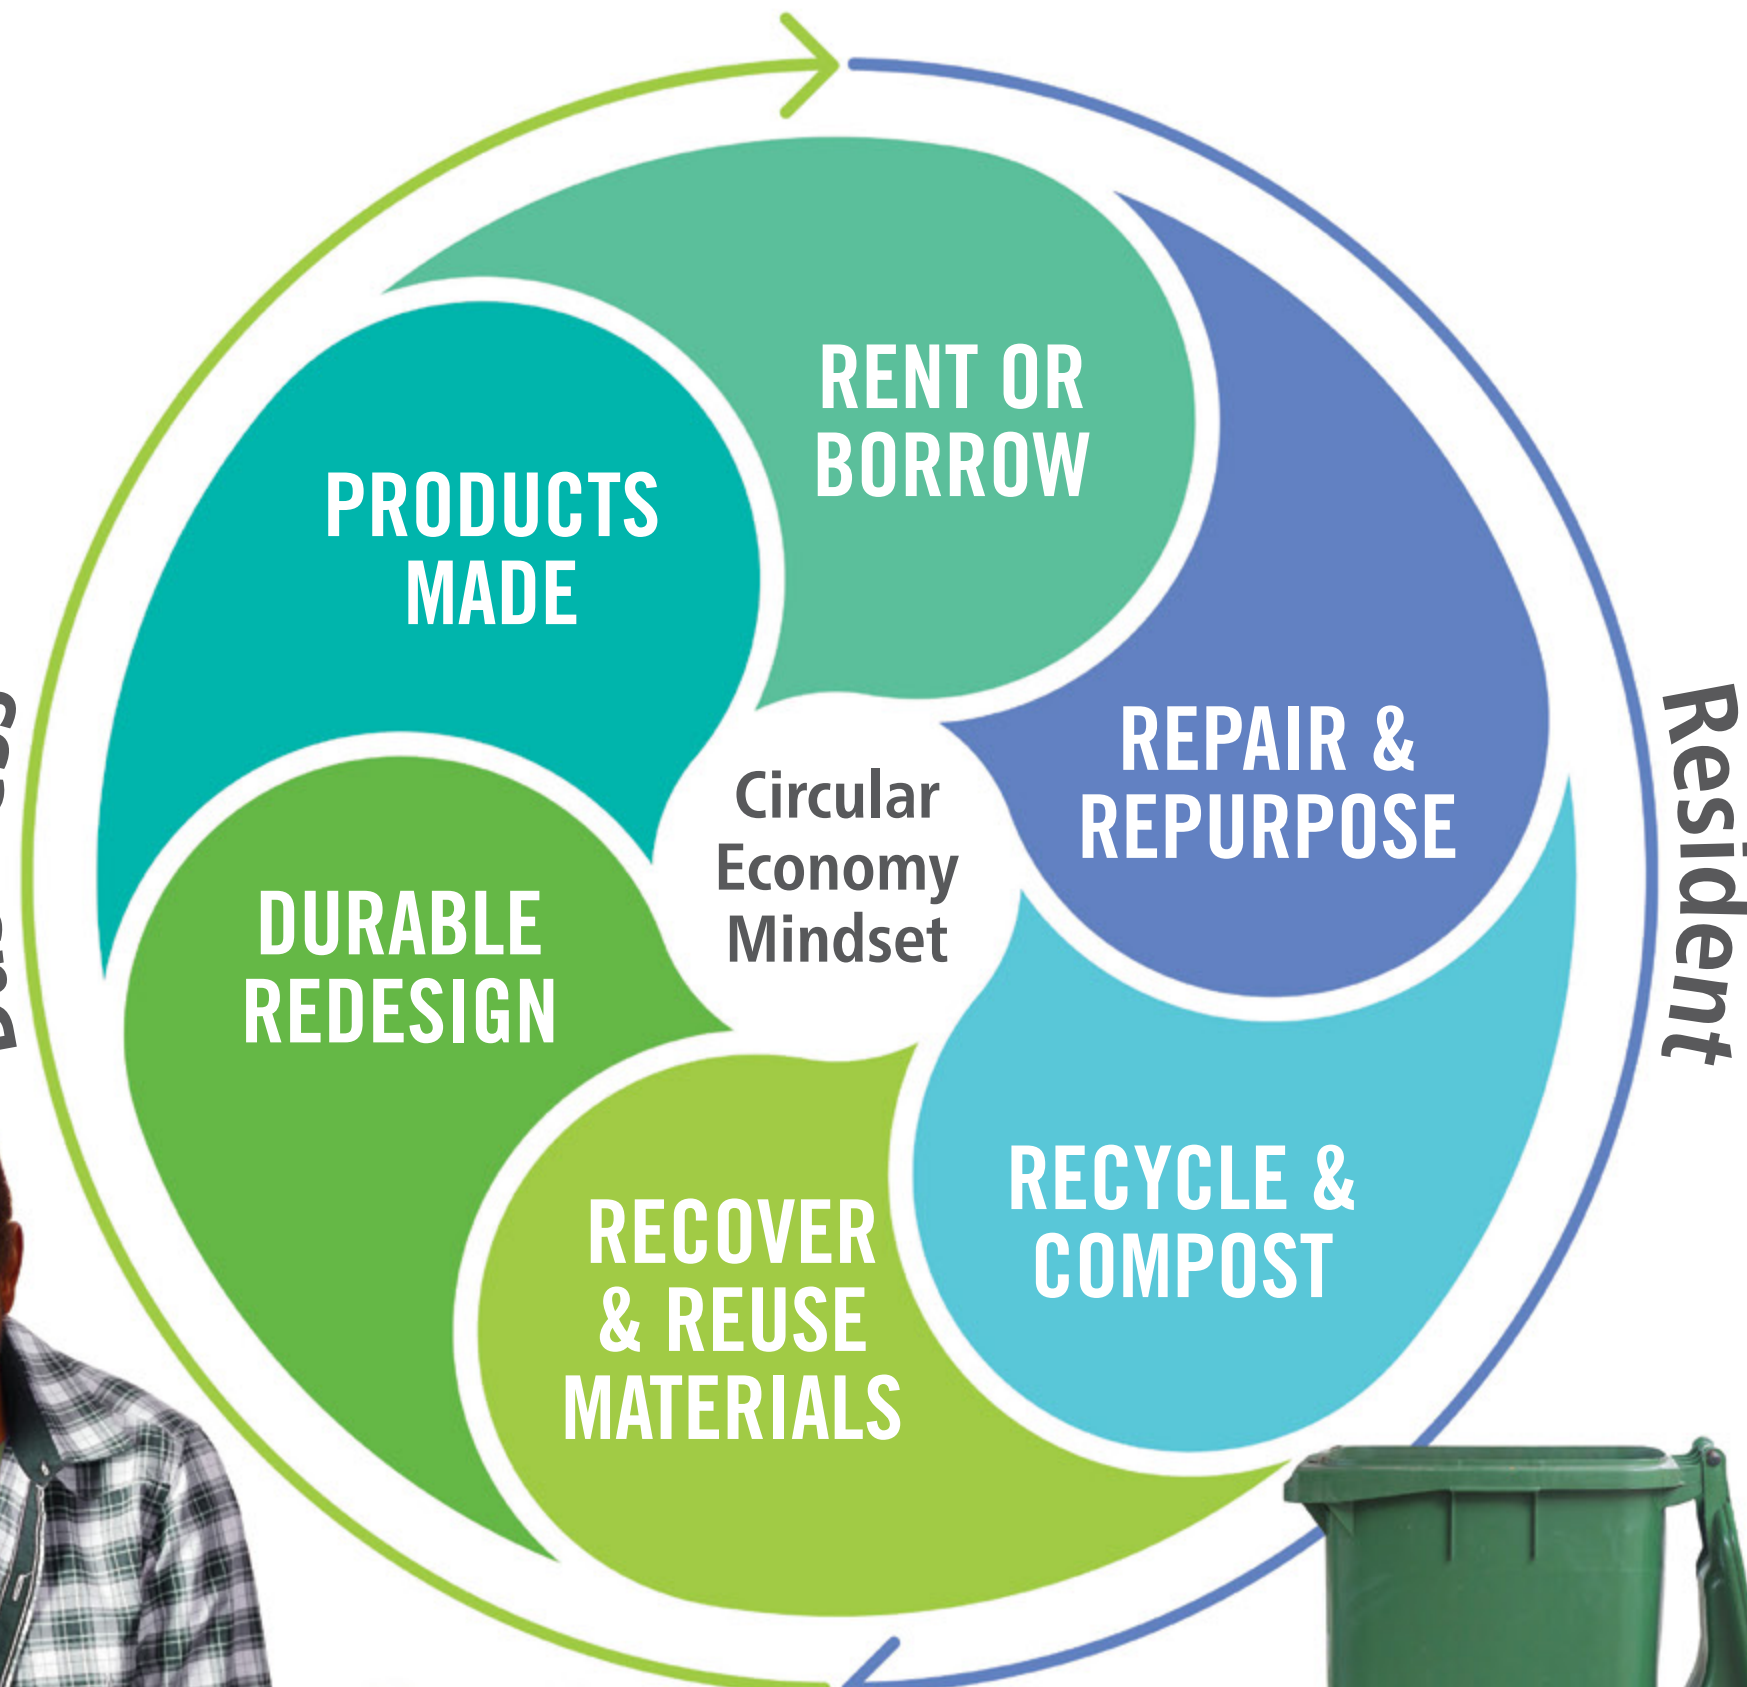 RENT OR
BORROW
PRODUCTS
MADE
REPAIR &
REPURPOSE
Circular
Economy
Mindset
DURABLE
REDESIGN
RECYCLE &
COMPOST
RECOVER
& REUSE
MATERIALS
Resident